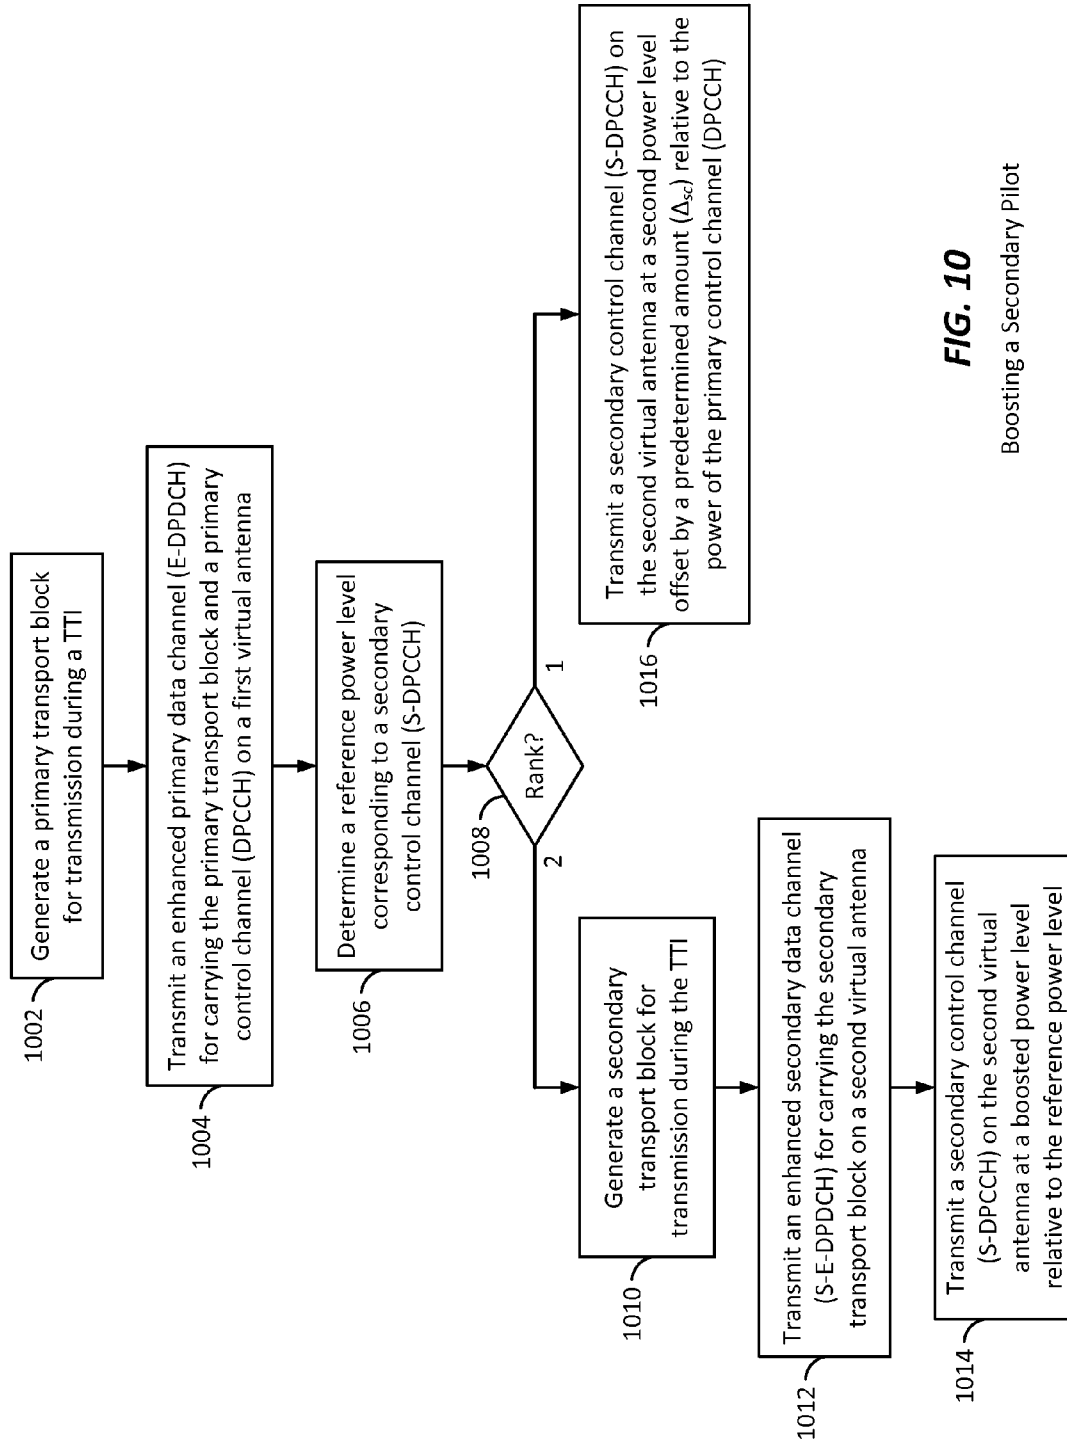 Generate a primary transport block
for transmission during a TTI
1002
Transmit an enhanced primary data channel (E-DPDCH)
for carrying the primary transport block and a primary
control channel (DPCCH) on a first virtual antenna
1004
Determine a reference power level
corresponding to a secondary
control channel (S-DPCCH)
1006
Rank?
1008
2
1
Generate a secondary
transport block for
transmission during the TTI
1010
Transmit an enhanced secondary data channel
(S-E-DPDCH) for carrying the secondary
transport block on a second virtual antenna
1012
Transmit a secondary control channel
(S-DPCCH) on the second virtual
antenna at a boosted power level
relative to the reference power level
1014
Transmit a secondary control channel (S-DPCCH) on
the second virtual antenna at a second power level
offset by a predetermined amount (Δsc) relative to the
power of the primary control channel (DPCCH)
1016
FIG. 10
Boosting a Secondary Pilot